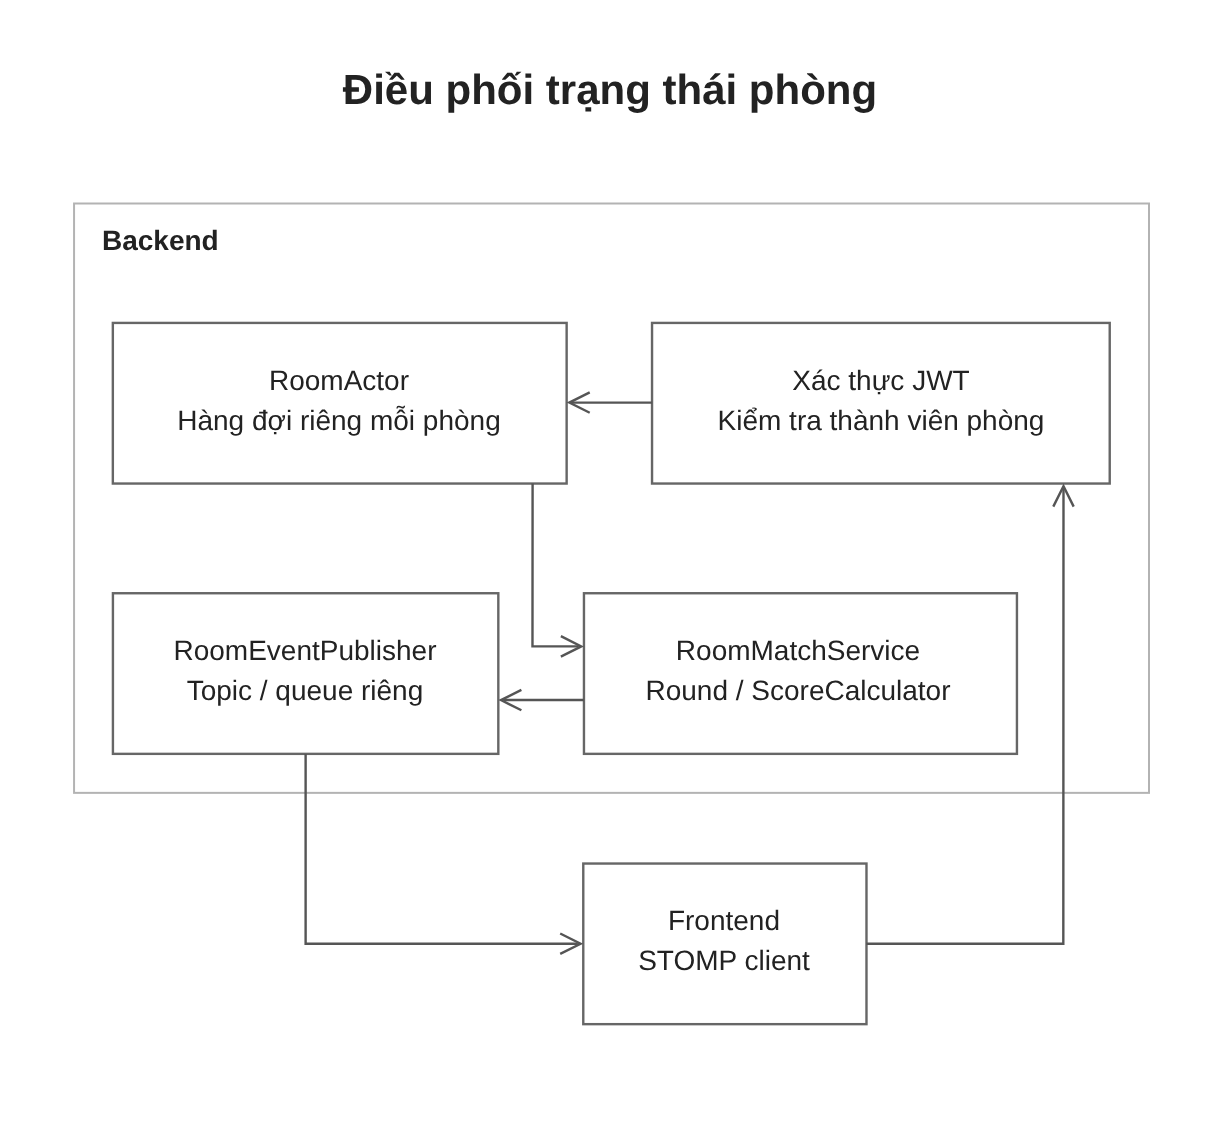 Điều phối trạng thái phòng
Backend
RoomActor
Hàng đợi riêng mỗi phòng
Xác thực JWT
Kiểm tra thành viên phòng
RoomEventPublisher
Topic / queue riêng
RoomMatchService
Round / ScoreCalculator
Frontend
STOMP client